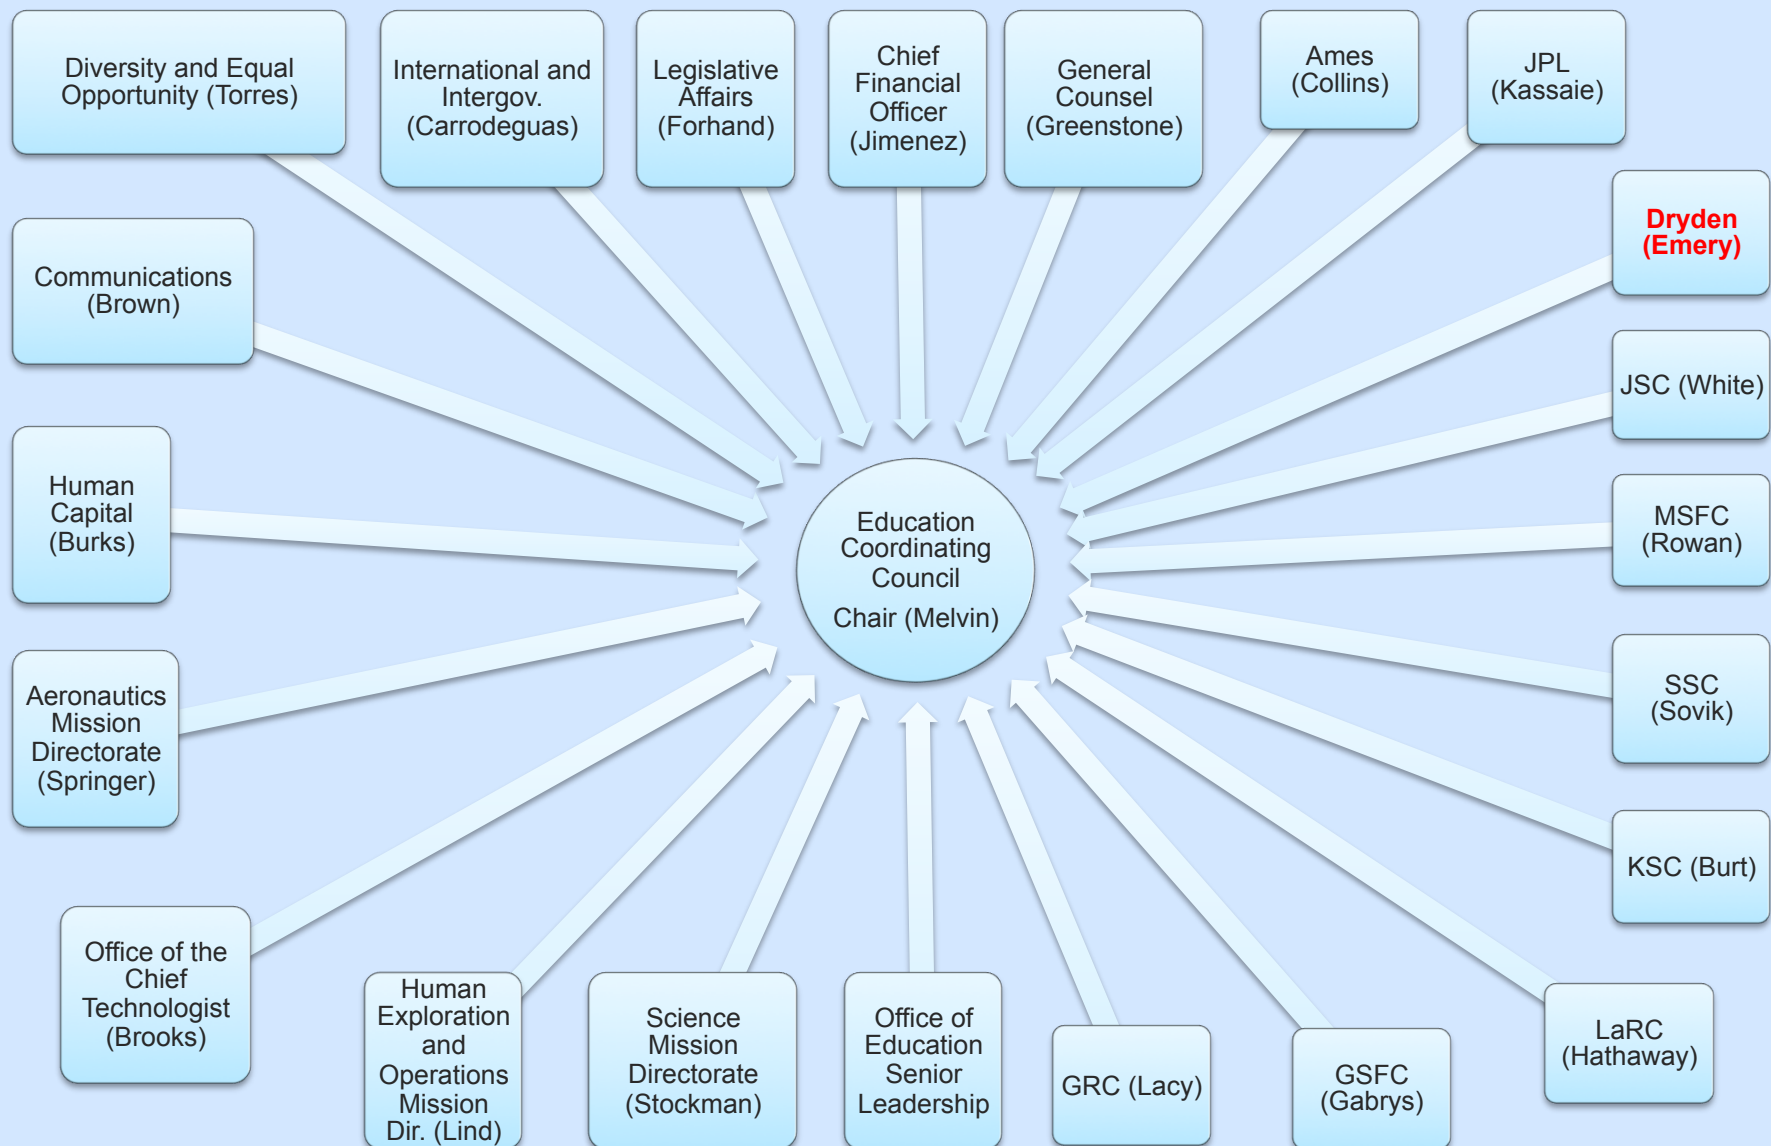 Diversity and Equal
Opportunity (Torres)
International and
Intergov.
(Carrodeguas)
Legislative
Affairs
(Forhand)
Chief
Financial
Officer
(Jimenez)
General
Counsel
(Greenstone)
Ames
(Collins)
JPL
(Kassaie)
Dryden
(Emery)
JSC (White)
MSFC
(Rowan)
SSC
(Sovik)
KSC (Burt)
LaRC
(Hathaway)
GSFC
(Gabrys)
GRC (Lacy)
Office of
Education
Senior
Leadership
Science
Mission
Directorate
(Stockman)
Human
Exploration
and
Operations
Mission
Dir. (Lind)
Office of the
Chief
Technologist
(Brooks)
Aeronautics
Mission
Directorate
(Springer)
Human
Capital
(Burks)
Communications
(Brown)
Education
Coordinating
Council
Chair (Melvin)